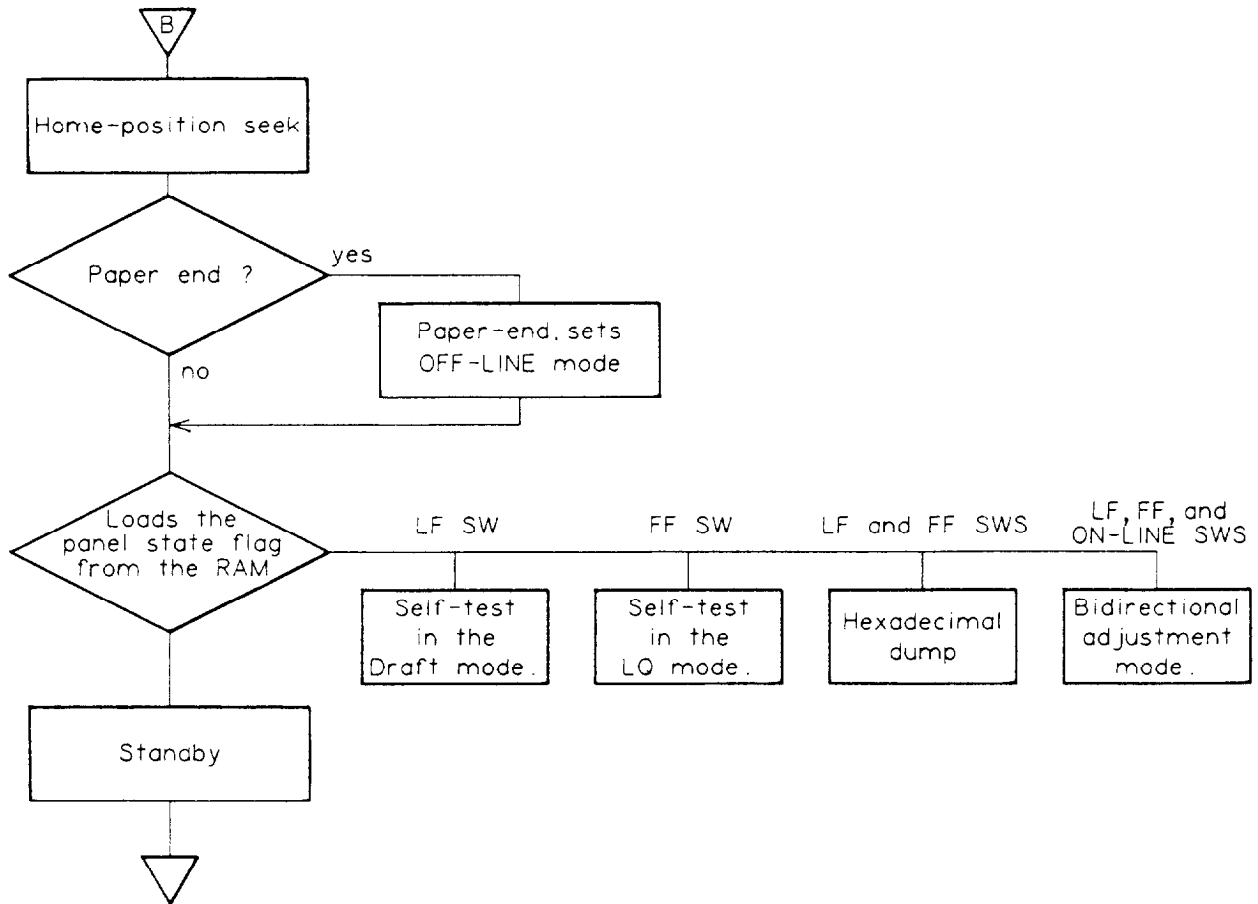 B
Home-position seek
Paper end ?
yes
Paper-end, sets
OFF-LINE mode
no
Loads the
panel state flag
from the RAM
LF SW
FF SW
LF and FF SWS
LF, FF, and
ON-LINE SWS
Self-test
in the
Draft mode.
Self-test
in the
LQ mode.
Hexadecimal
dump
Bidirectional
adjustment
mode.
Standby